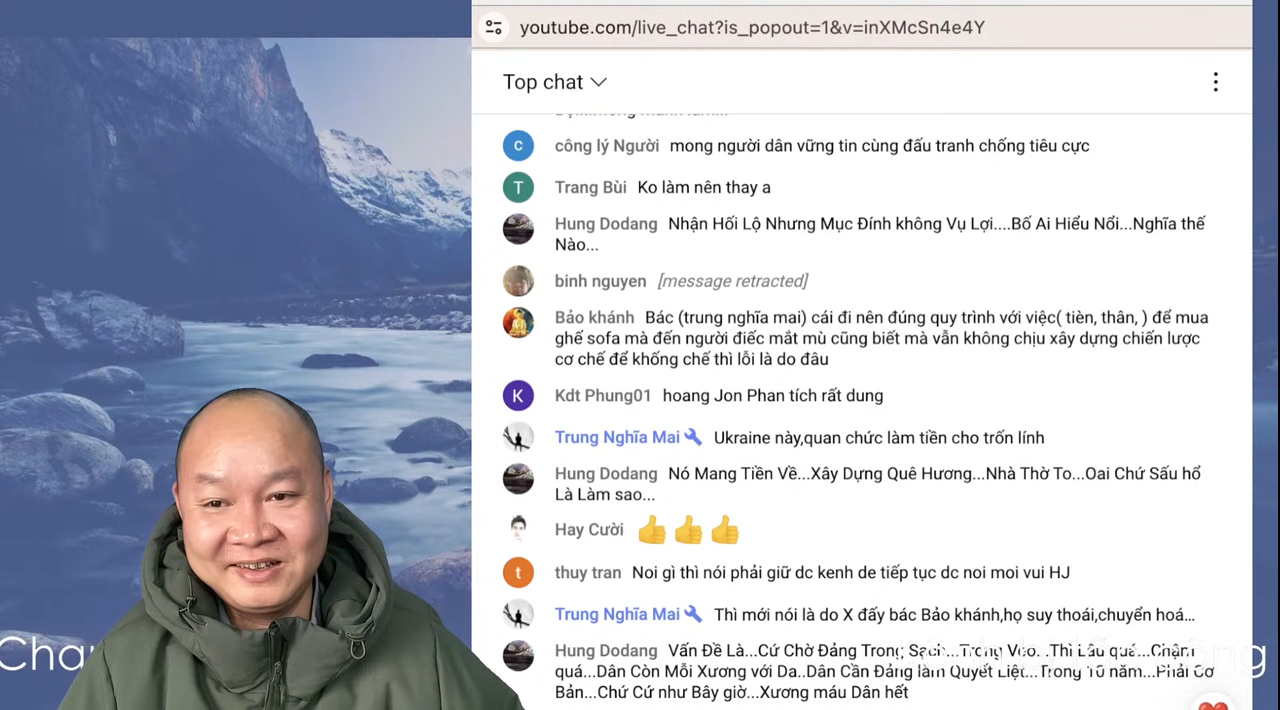 youtube.com/live_chat?is_popout=1&v=inXMcSn4e4Y
Top chat
C công lý Người mong người dân vững tin cùng đấu tranh chống tiêu cực
T Trang Bùi Ko làm nên thay a
Hung Dodang Nhận Hối Lộ Nhưng Mục Đính không Vụ Lợi....Bố Ai Hiểu Nổi...Nghĩa thế
Nào...
binh nguyen [message retracted]
Bảo khánh Bác (trung nghĩa mai) cái đi nên đúng quy trình với việc( tiền, thân, ) để mua
ghế sofa mà đến người điếc mắt mù cũng biết mà vẫn không chịu xây dựng chiến lược
cơ chế để khống chế thì lỗi là do đâu
K Kdt Phung01 hoang Jon Phan tích rất dung
Trung Nghĩa Mai Ukraine này,quan chức làm tiền cho trốn lính
Hung Dodang Nó Mang Tiền Về...Xây Dựng Quê Hương...Nhà Thờ To...Oai Chứ Sấu hổ
Là Làm sao...
Hay Cười 👍👍👍
t thuy tran Noi gì thì nói phải giữ dc kenh de tiếp tục dc noi moi vui HJ
Trung Nghĩa Mai Thì mới nói là do X đấy bác Bảo khánh,họ suy thoái,chuyển hoá...
Hung Dodang Vấn Đề Là...Cứ Chờ Đảng Trong Sạch...Trong Veo...Thì Lâu quá...Chậm
quá...Dân Còn Mỗi Xương với Da..Dân Cần Đảng làm Quyết Liệt...Trong 10 năm...Phải Cơ
Bản...Chứ Cứ như Bây giờ...Xương máu Dân hết